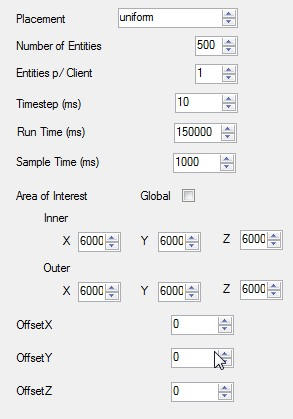 Placement uniform
Number of Entities 500
Entities p/ Client 1
Timestep (ms) 10
Run Time (ms) 150000
Sample Time (ms) 1000
Area of Interest Global
Inner
X 6000 Y 6000 Z 6000
Outer
X 6000 Y 6000 Z 6000
OffsetX 0
OffsetY 0
OffsetZ 0